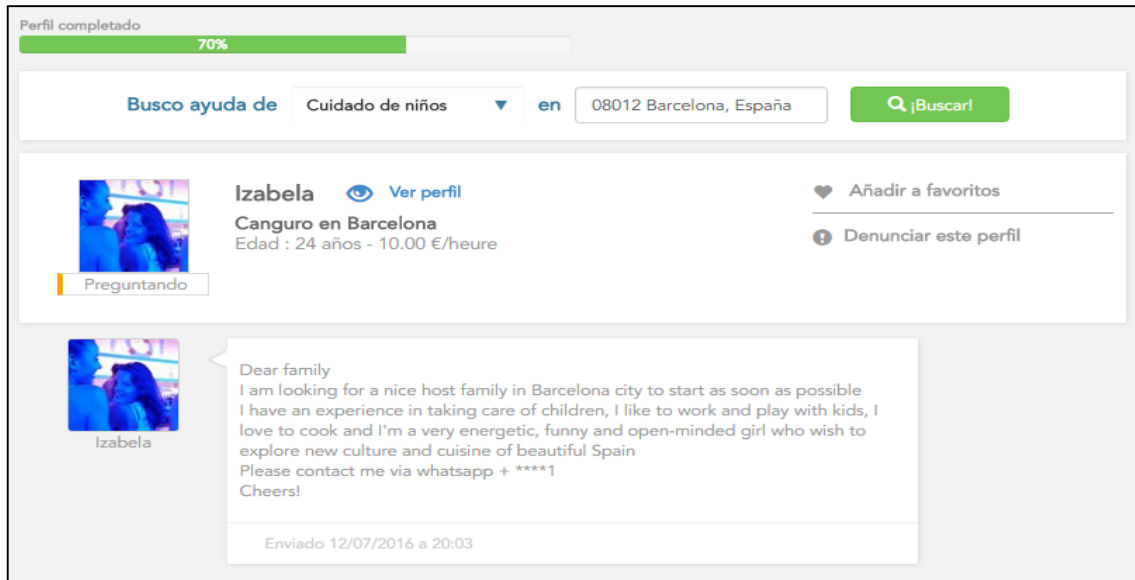 Perfil completado
70%
Busco ayuda de Cuidado de niños en 08012 Barcelona, España ¡Buscar!
Izabela Ver perfil
Canguro en Barcelona
Edad : 24 años - 10.00 €/heure
Preguntando
Añadir a favoritos
Denunciar este perfil
Izabela
Dear family
I am looking for a nice host family in Barcelona city to start as soon as possible
I have an experience in taking care of children, I like to work and play with kids, I
love to cook and I'm a very energetic, funny and open-minded girl who wish to
explore new culture and cuisine of beautiful Spain
Please contact me via whatsapp + ****1
Cheers!
Enviado 12/07/2016 a 20:03